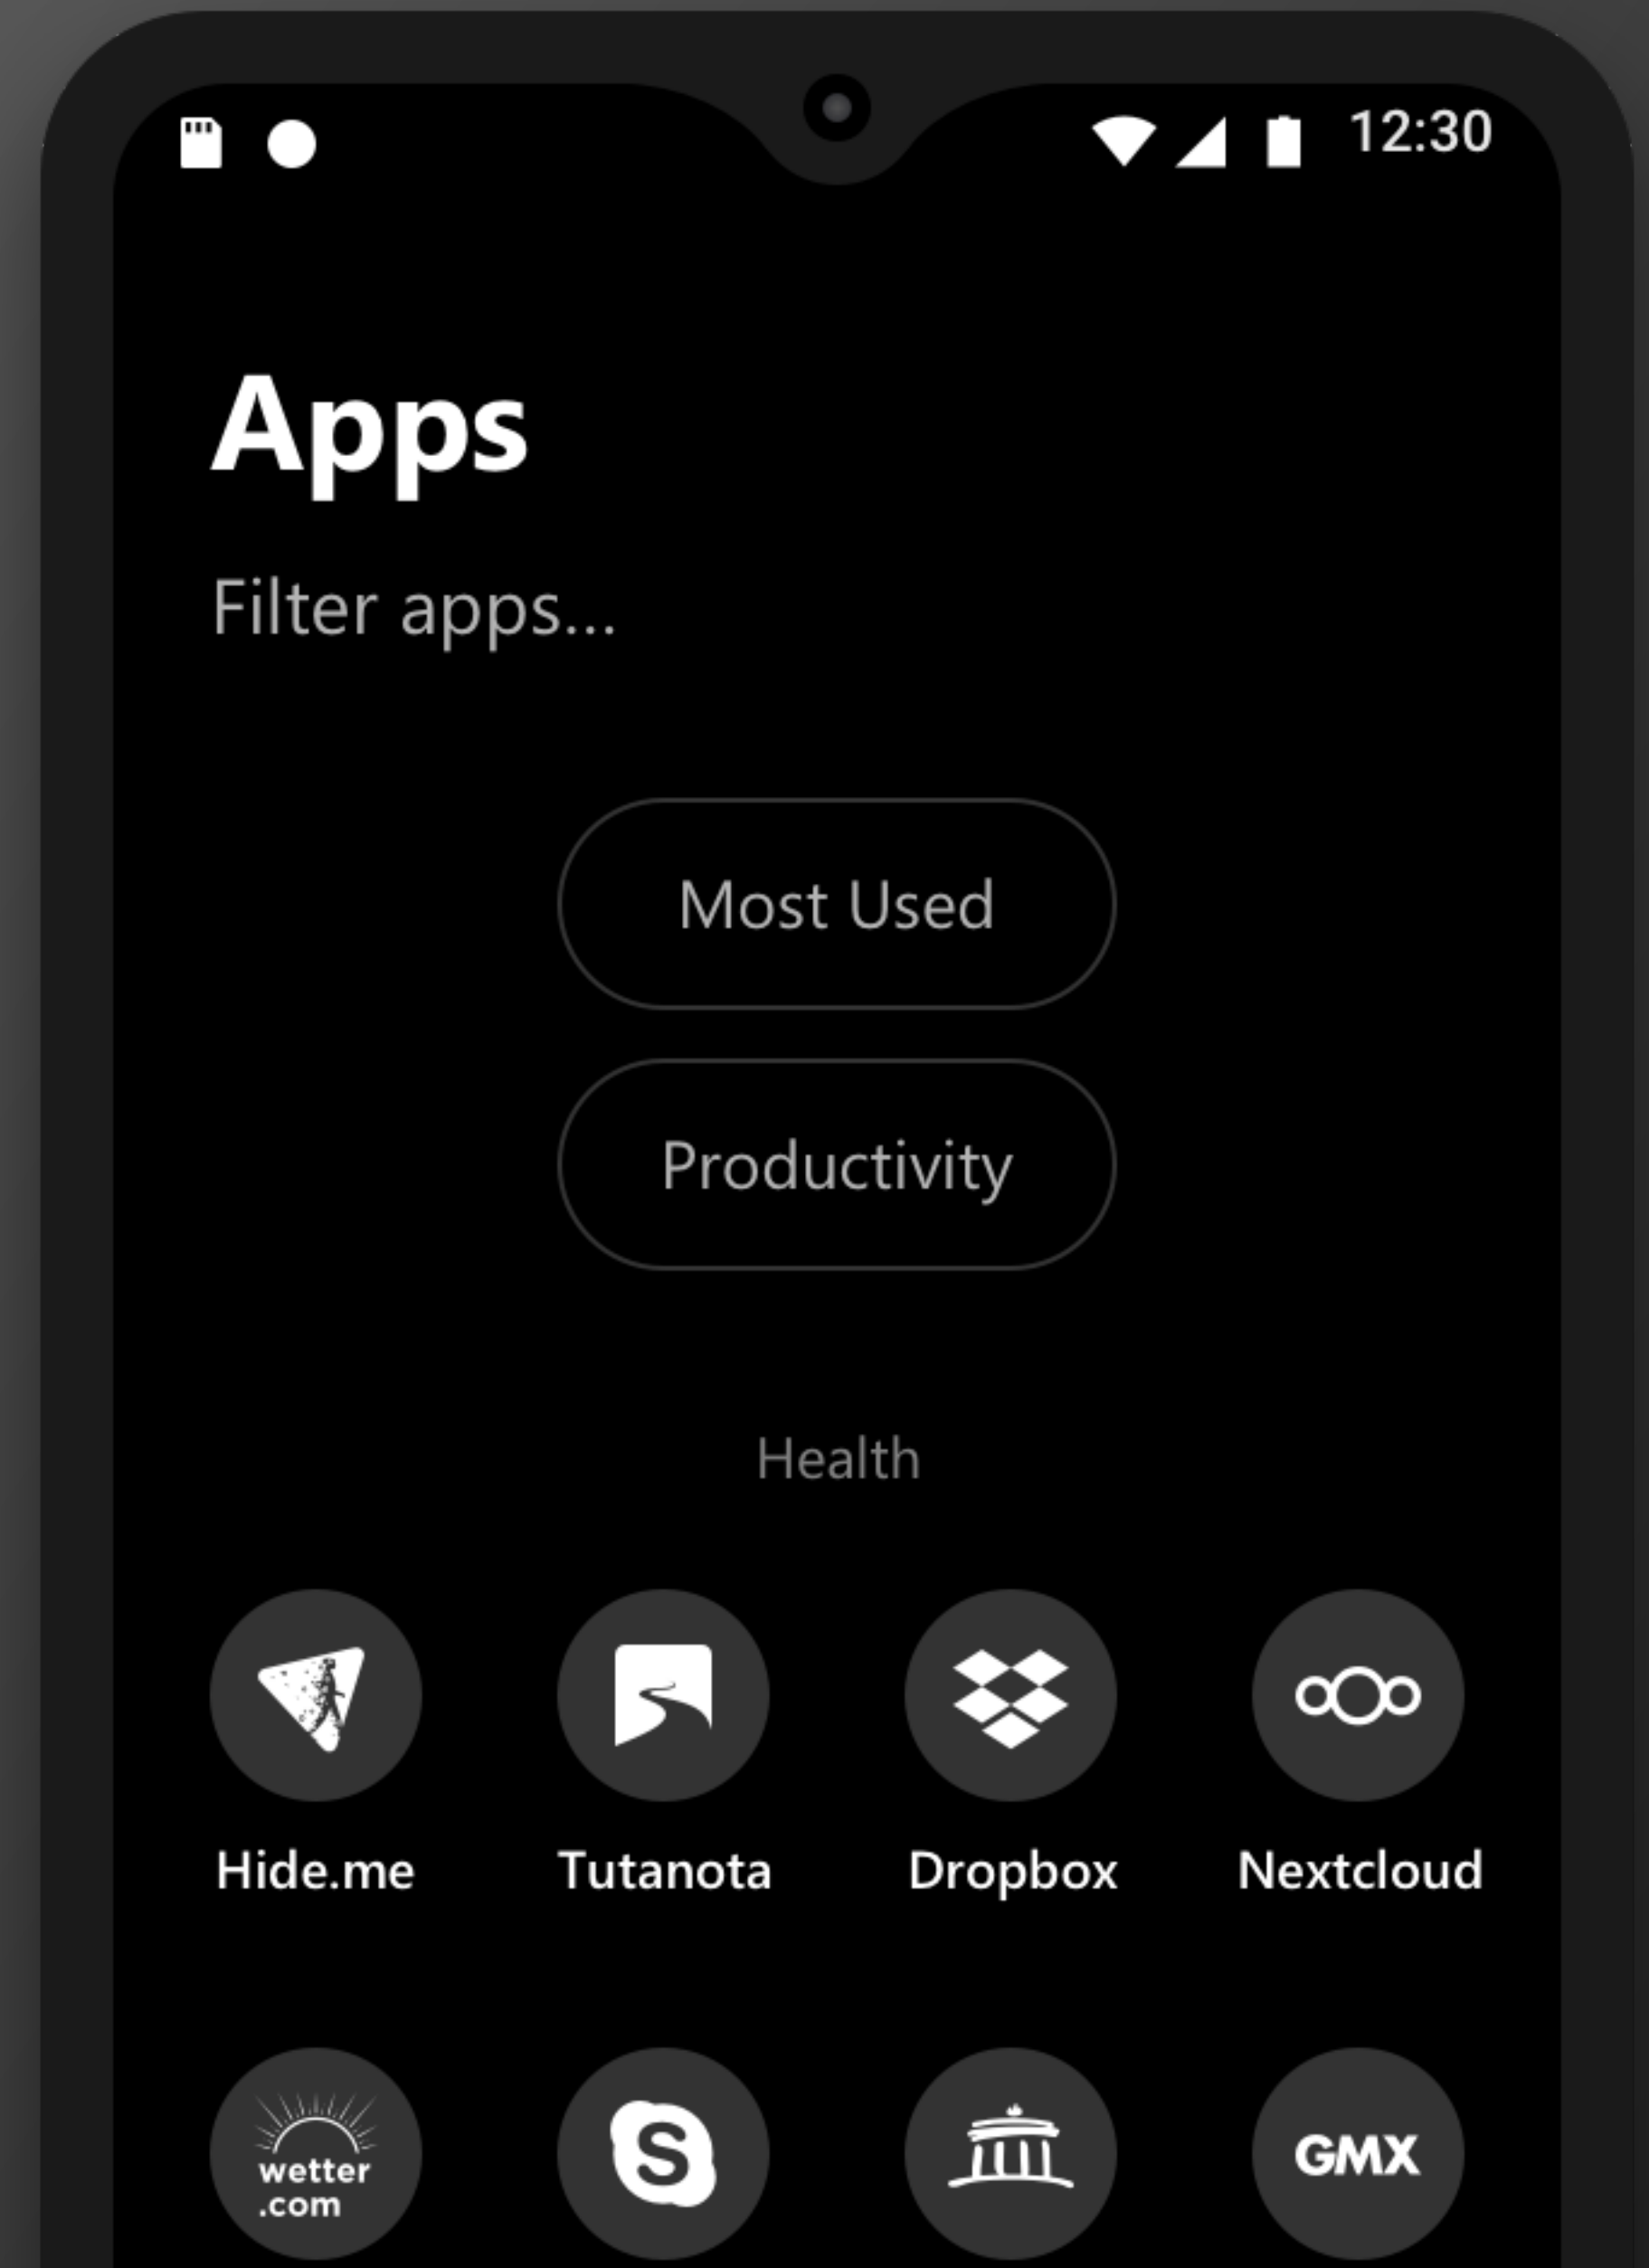 12:30
Apps
Filter apps...
Most Used
Productivity
Health
Hide.me Tutanota Dropbox Nextcloud
wetter
.com
S
GMX